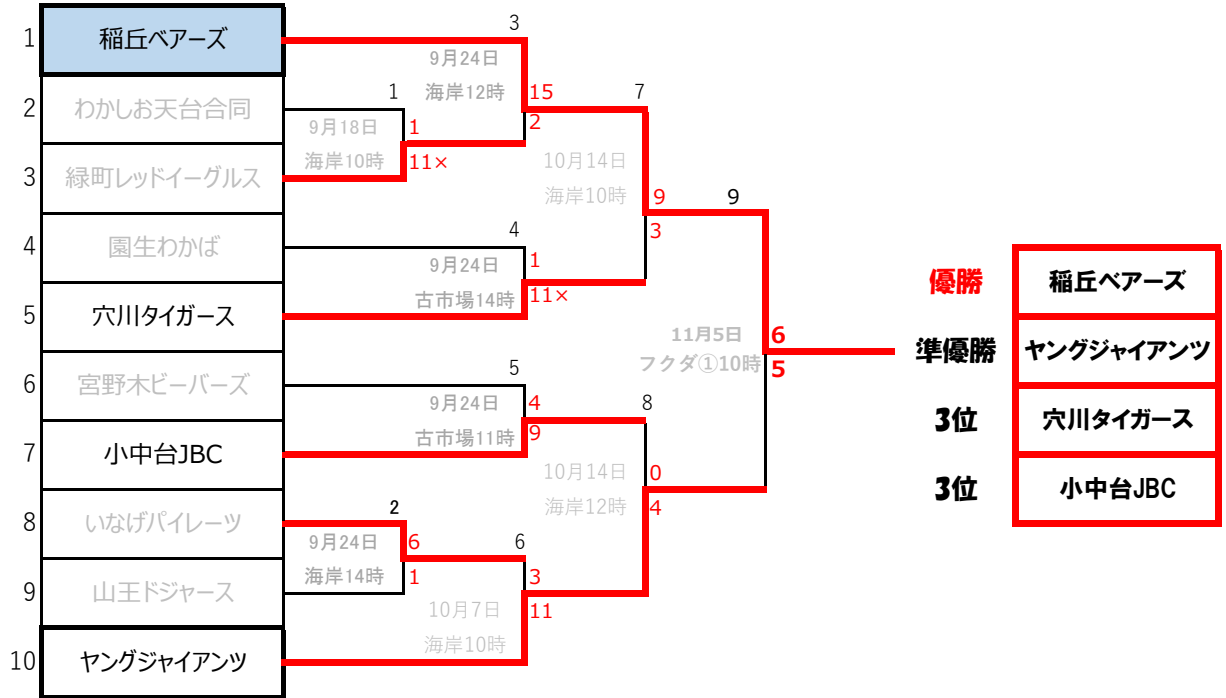 1 稲丘ベアーズ
2 わかしお天台合同
3 緑町レッドイーグルス
4 園生わかば
5 穴川タイガース
6 宮野木ビーバーズ
7 小中台JBC
8 いなげパイレーツ
9 山王ドジャース
10 ヤングジャイアンツ
1
9月18日
海岸10時
1
11×
2
9月24日
海岸14時
6
1
3
9月24日
海岸12時
15
2
4
9月24日
古市場14時
1
11×
5
9月24日
古市場11時
4
9
6
10月7日
海岸10時
3
11
7
10月14日
海岸10時
9
3
8
10月14日
海岸12時
0
4
9
11月5日
フクダ①10時
6
5
優勝 稲丘ベアーズ
準優勝 ヤングジャイアンツ
3位 穴川タイガース
3位 小中台JBC